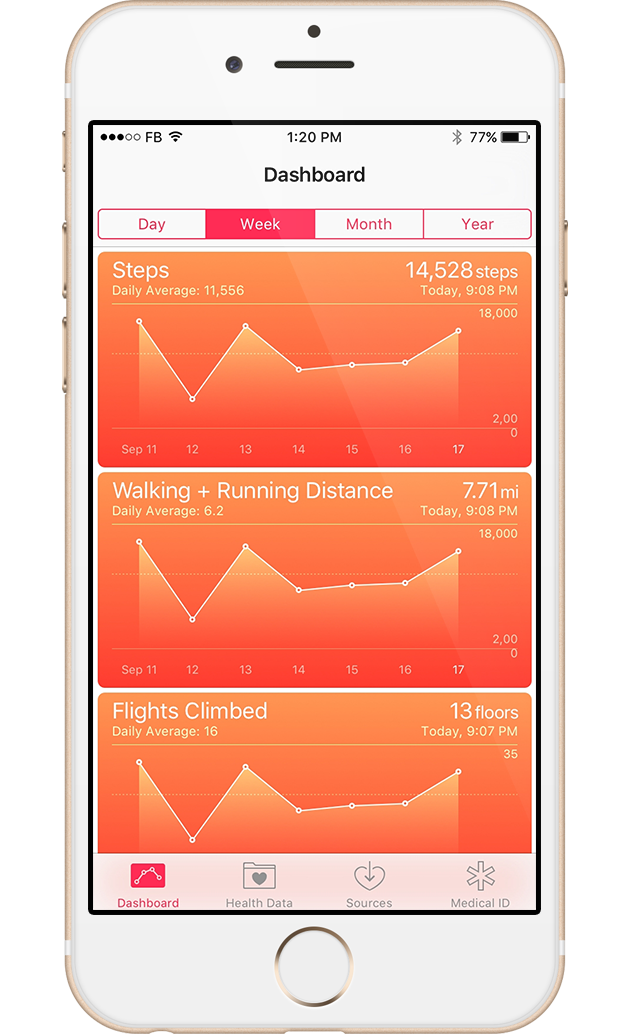 FB 1:20 PM 77%
Dashboard
Day Week Month Year
Steps 14,528 steps
Daily Average: 11,556 Today, 9:08 PM
18,000
2,00
0
Sep 11 12 13 14 15 16 17
Walking + Running Distance 7.71 mi
Daily Average: 6.2 Today, 9:08 PM
18,000
2,00
0
Sep 11 12 13 14 15 16 17
Flights Climbed 13 floors
Daily Average: 16 Today, 9:07 PM
35
Dashboard Health Data Sources Medical ID